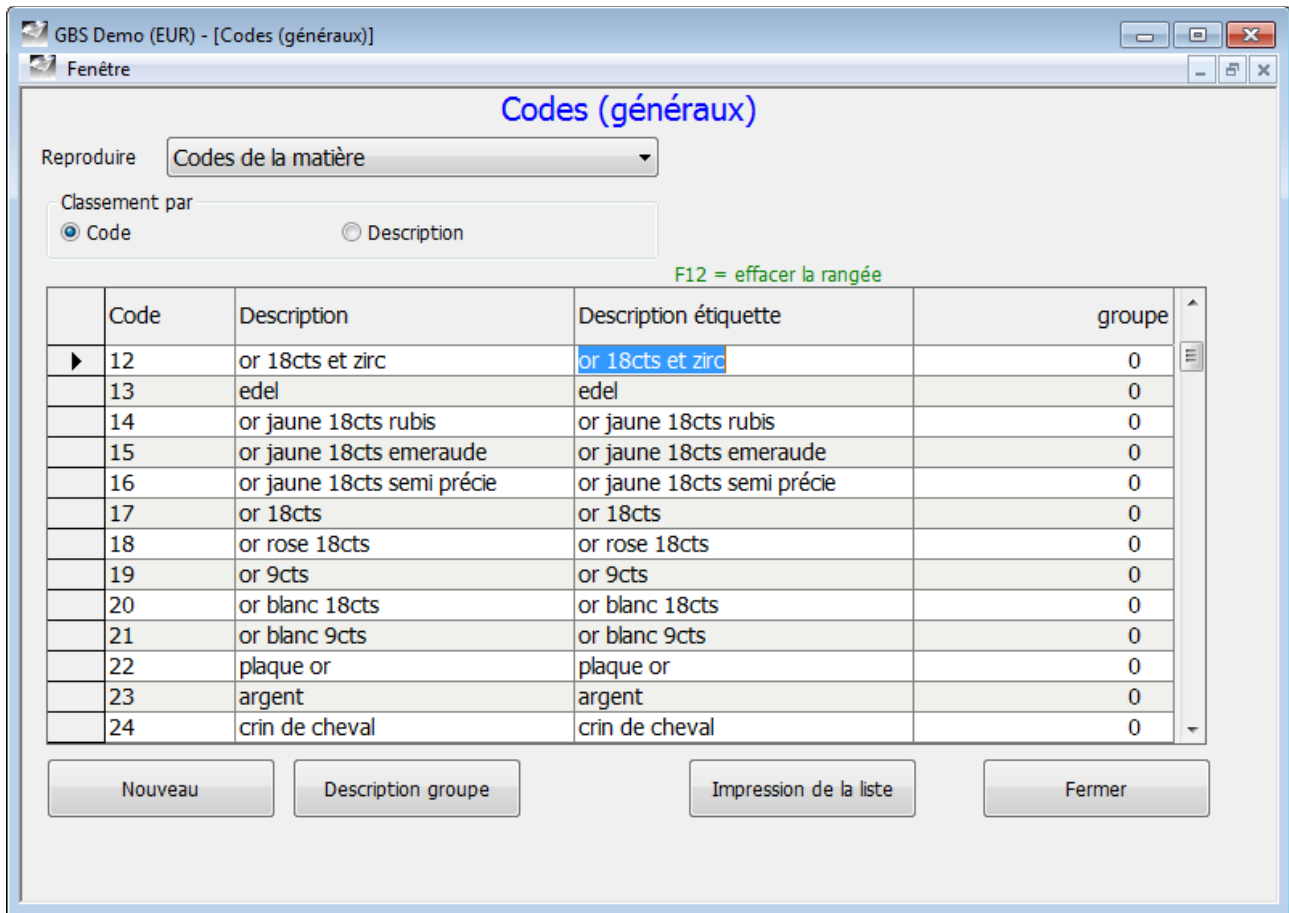 GBS Demo (EUR) - [Codes (généraux)]
Fenêtre
Codes (généraux)
Reproduire Codes de la matière
Classement par
Code Description
F12 = effacer la rangée
Code Description Description étiquette groupe
12 or 18cts et zirc or 18cts et zirc 0
13 edel edel 0
14 or jaune 18cts rubis or jaune 18cts rubis 0
15 or jaune 18cts emeraude or jaune 18cts emeraude 0
16 or jaune 18cts semi précie or jaune 18cts semi précie 0
17 or 18cts or 18cts 0
18 or rose 18cts or rose 18cts 0
19 or 9cts or 9cts 0
20 or blanc 18cts or blanc 18cts 0
21 or blanc 9cts or blanc 9cts 0
22 plaque or plaque or 0
23 argent argent 0
24 crin de cheval crin de cheval 0
Nouveau Description groupe Impression de la liste Fermer